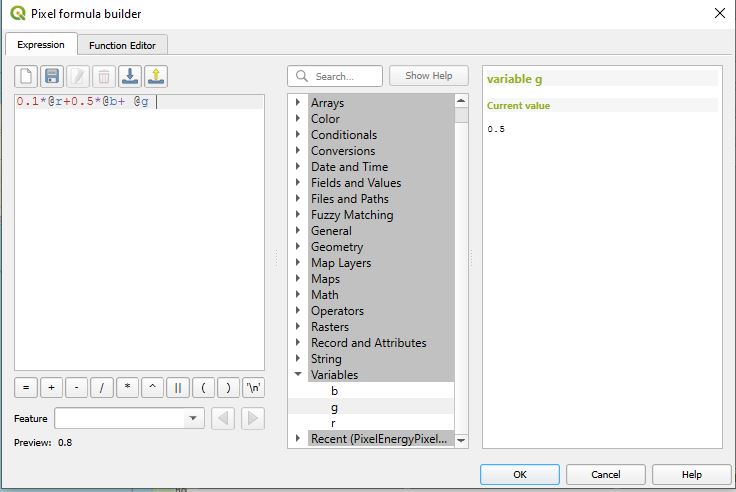 Pixel formula builder
Expression
Function Editor
Search...
Show Help
0.1*@r+0.5*@b+ @g
Arrays
Color
Conditionals
Conversions
Date and Time
Fields and Values
Files and Paths
Fuzzy Matching
General
Geometry
Map Layers
Maps
Math
Operators
Rasters
Record and Attributes
String
Variables
b
g
r
Recent (PixelEnergyPixel...
variable g
Current value
0.5
= + - / * ^ || ( ) '\n'
Feature
Preview: 0.8
OK
Cancel
Help